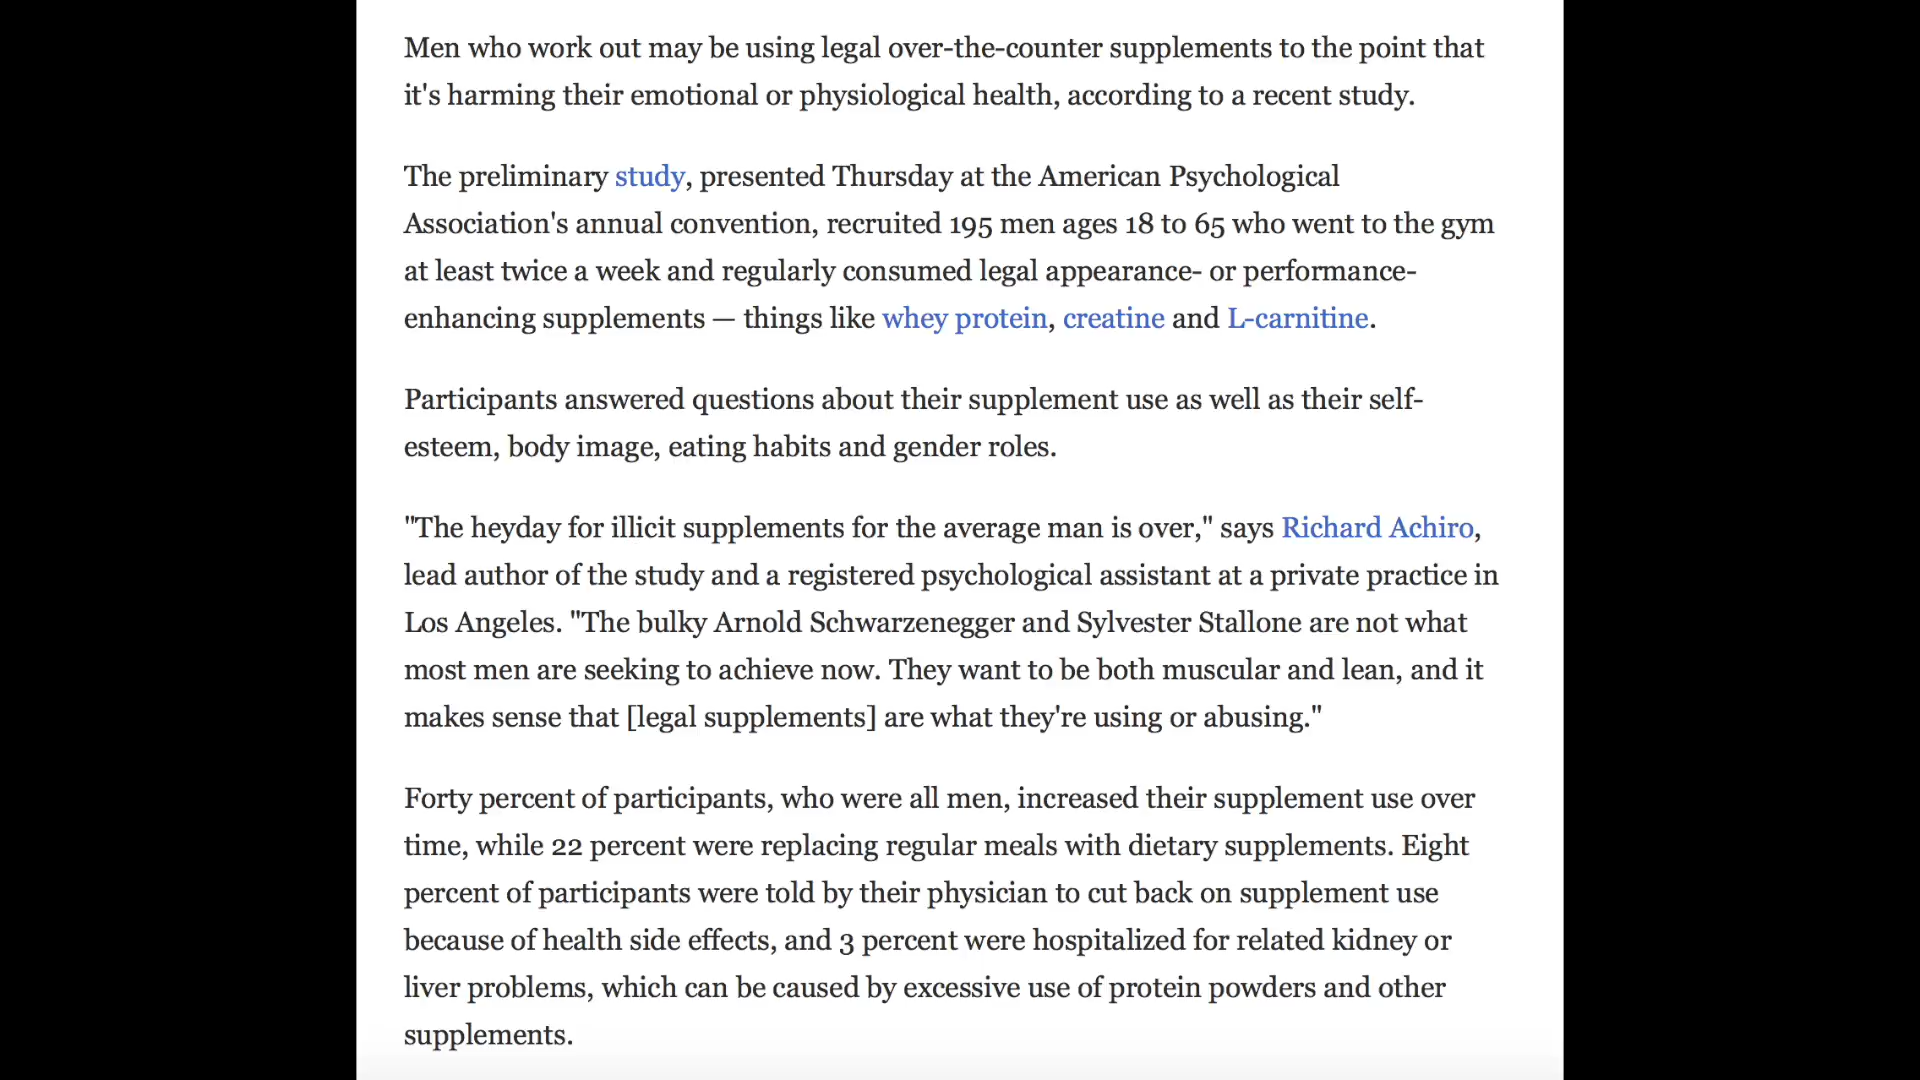 Men who work out may be using legal over-the-counter supplements to the point that
it's harming their emotional or physiological health, according to a recent study.
The preliminary study, presented Thursday at the American Psychological
Association's annual convention, recruited 195 men ages 18 to 65 who went to the gym
at least twice a week and regularly consumed legal appearance- or performance-
enhancing supplements — things like whey protein, creatine and L-carnitine.
Participants answered questions about their supplement use as well as their self-
esteem, body image, eating habits and gender roles.
"The heyday for illicit supplements for the average man is over," says Richard Achiro,
lead author of the study and a registered psychological assistant at a private practice in
Los Angeles. "The bulky Arnold Schwarzenegger and Sylvester Stallone are not what
most men are seeking to achieve now. They want to be both muscular and lean, and it
makes sense that [legal supplements] are what they're using or abusing."
Forty percent of participants, who were all men, increased their supplement use over
time, while 22 percent were replacing regular meals with dietary supplements. Eight
percent of participants were told by their physician to cut back on supplement use
because of health side effects, and 3 percent were hospitalized for related kidney or
liver problems, which can be caused by excessive use of protein powders and other
supplements.